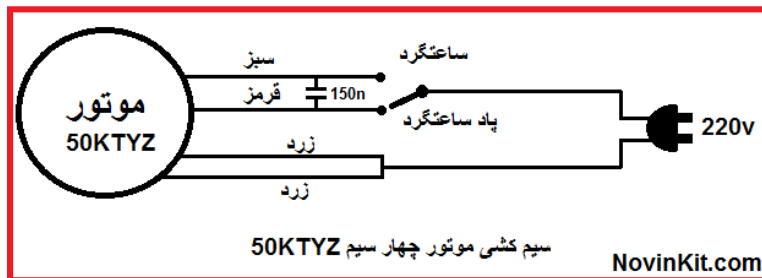 سبز
ساعتگرد
موتور
50KTYZ
قرمز
150n
پاد ساعتگرد
220v
زرد
زرد
سیم کشی موتور چهار سیم 50KTYZ
NovinKit.com